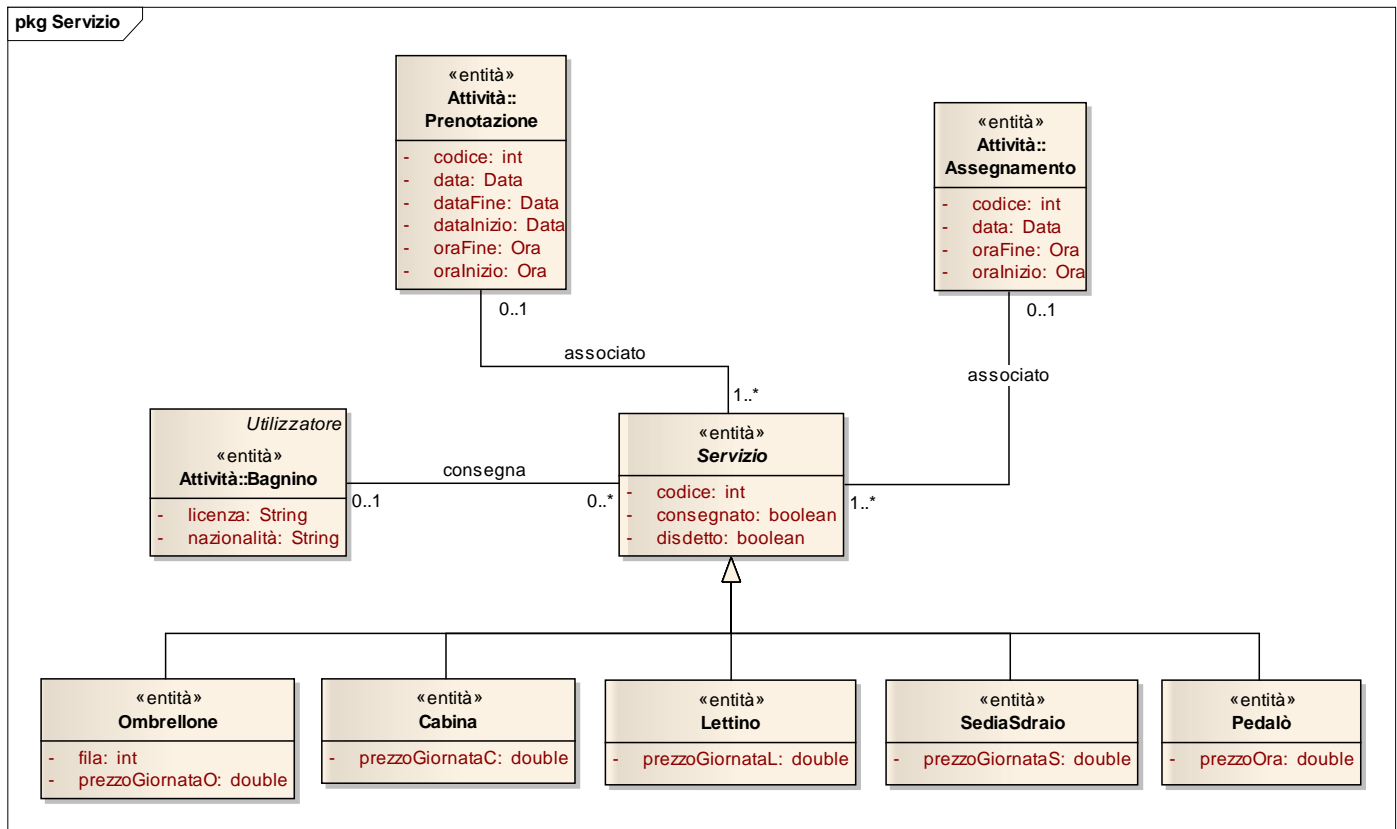 pkg Servizio
«entità»
Attività::
Prenotazione
- codice: int
- data: Data
- dataFine: Data
- dataInizio: Data
- oraFine: Ora
- oraInizio: Ora
«entità»
Attività::
Assegnamento
- codice: int
- data: Data
- oraFine: Ora
- oraInizio: Ora
0..1
0..1
associato
associato
1..*
Utilizzatore
«entità»
Attività::Bagnino
- licenza: String
- nazionalità: String
consegna
0..1
0..*
«entità»
Servizio
- codice: int
- consegnato: boolean
- disdetto: boolean
1..*
«entità»
Ombrellone
- fila: int
- prezzoGiornataO: double
«entità»
Cabina
- prezzoGiornataC: double
«entità»
Lettino
- prezzoGiornataL: double
«entità»
SediaSdraio
- prezzoGiornataS: double
«entità»
Pedalò
- prezzoOra: double